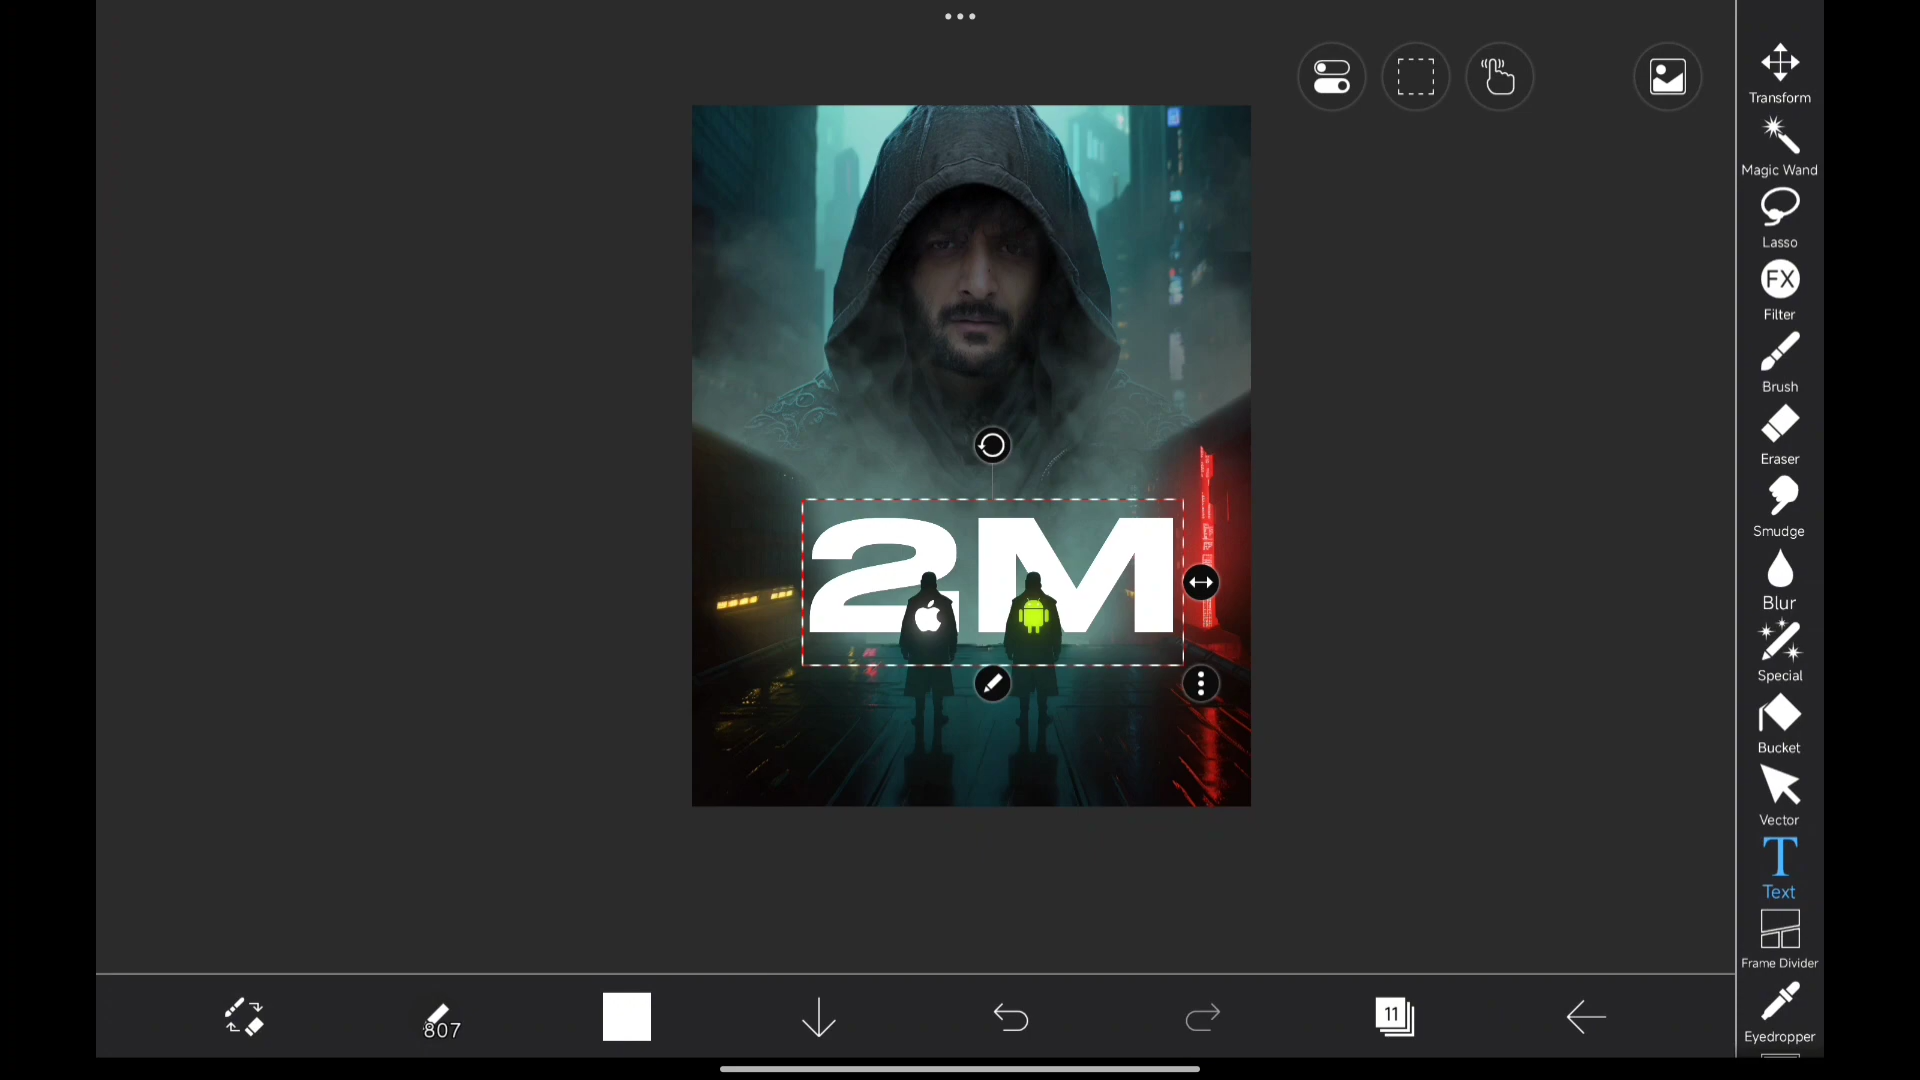 Transform
Magic Wand
Lasso
FX
Filter
Brush
Eraser
Smudge
Blur
Special
Bucket
Vector
T
Text
Frame Divider
Eyedropper
2M
807
11